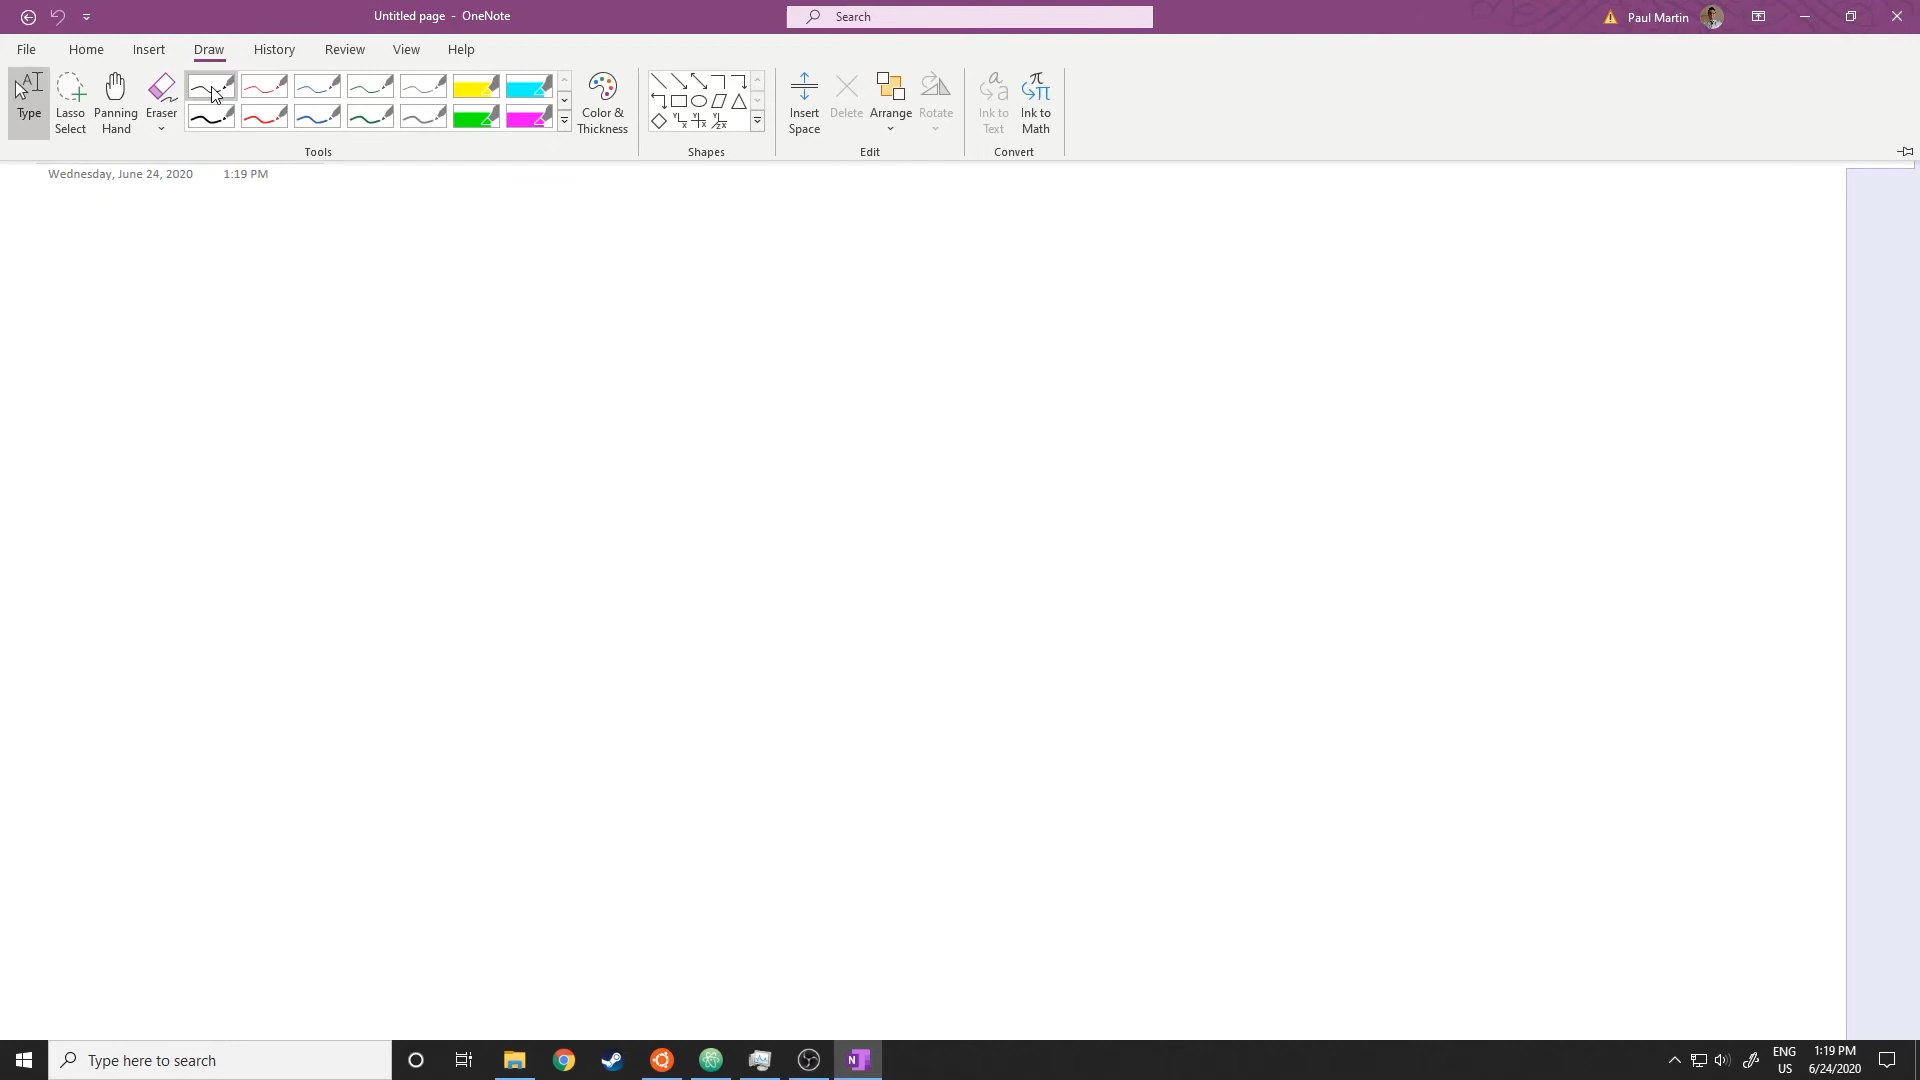 Untitled page - OneNote
Search
Paul Martin
File Home Insert Draw History Review View Help
Type
Lasso Select
Panning Hand
Eraser
Color & Thickness
Insert Space
Delete
Arrange
Rotate
Ink to Text
Ink to Math
Tools
Shapes
Edit
Convert
Wednesday, June 24, 2020 1:19 PM
Type here to search
ENG
US
1:19 PM
6/24/2020